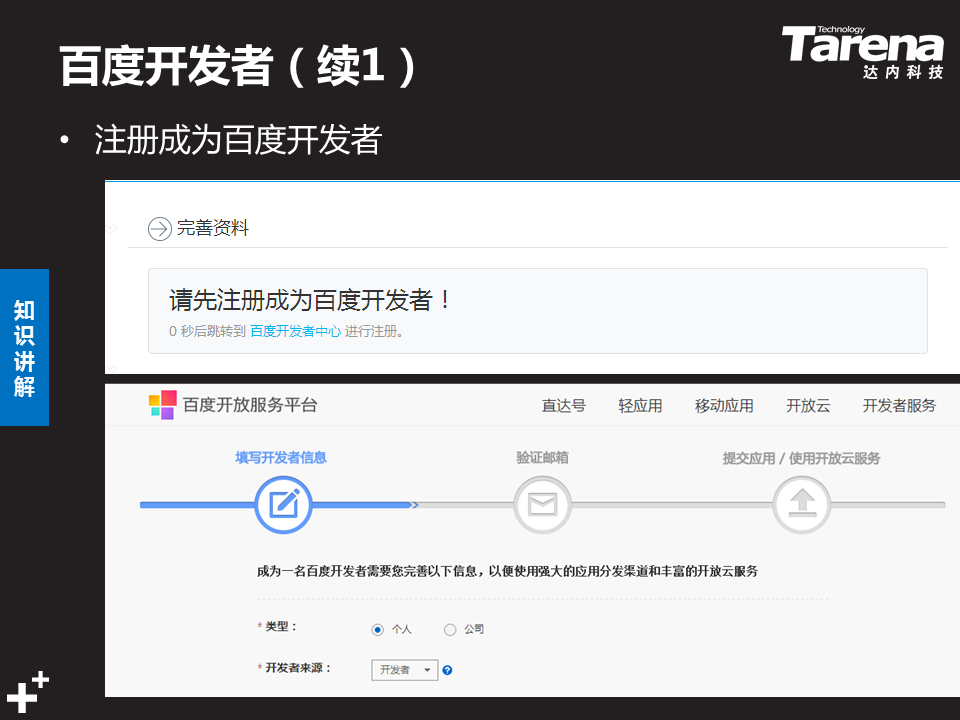 百度开发者（续1）
Technology
Tarena
达内科技
• 注册成为百度开发者
知识讲解
完善资料
请先注册成为百度开发者！
0 秒后跳转到 百度开发者中心 进行注册。
百度开放服务平台 直达号 轻应用 移动应用 开放云 开发者服务
填写开发者信息 验证邮箱 提交应用 / 使用开放云服务
成为一名百度开发者需要您完善以下信息，以便使用强大的应用分发渠道和丰富的开放云服务
* 类型： 个人 公司
* 开发者来源： 开发者 ?